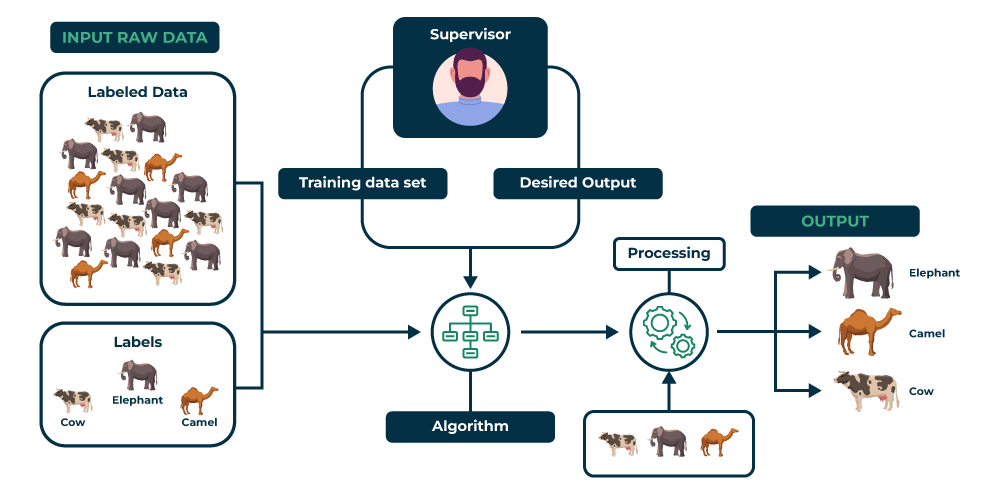 INPUT RAW DATA
Labeled Data
Labels
Elephant
Cow
Camel
Supervisor
Training data set
Desired Output
Algorithm
Processing
OUTPUT
Elephant
Camel
Cow